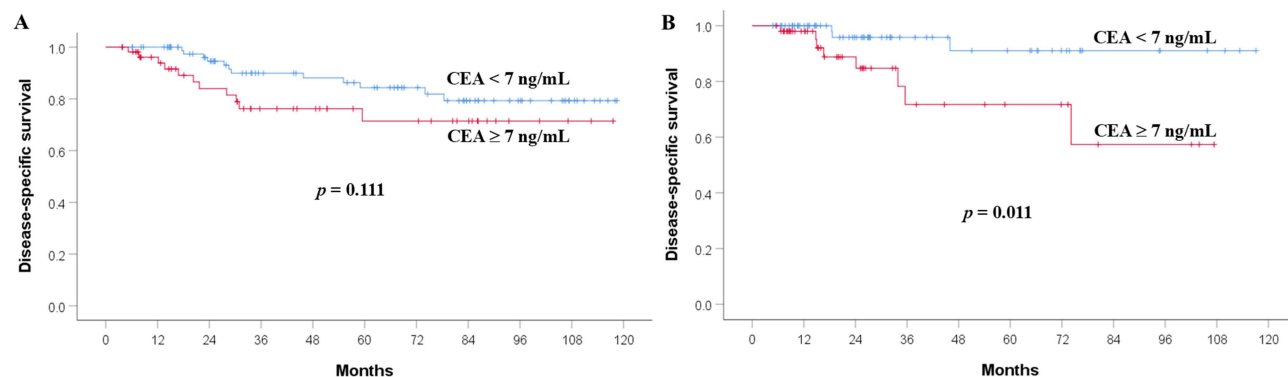 A
Disease-specific survival
1.0
0.8
0.6
0.4
0.2
0.0
CEA < 7 ng/mL
CEA ≥ 7 ng/mL
p = 0.111
0 12 24 36 48 60 72 84 96 108 120
Months
B
Disease-specific survival
1.0
0.8
0.6
0.4
0.2
0.0
CEA < 7 ng/mL
CEA ≥ 7 ng/mL
p = 0.011
0 12 24 36 48 60 72 84 96 108 120
Months